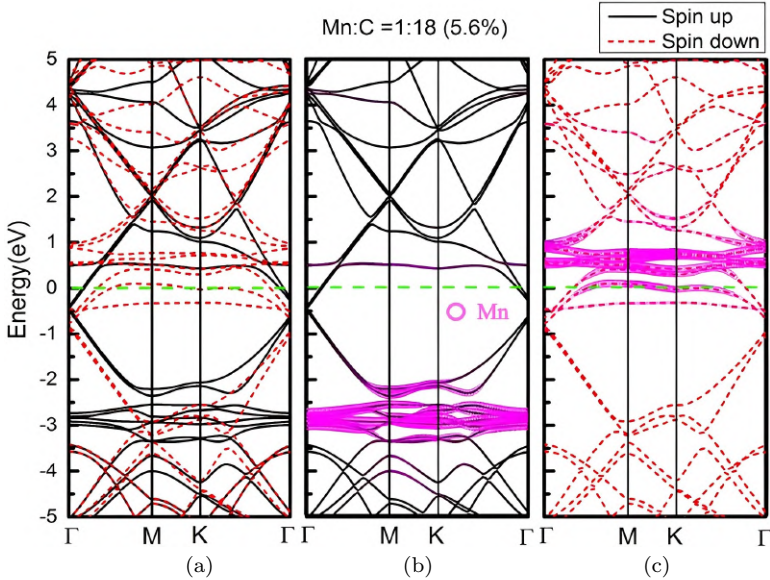 Mn:C =1:18 (5.6%)
Spin up
Spin down
Energy(eV)
5
4
3
2
1
0
-1
-2
-3
-4
-5
Mn
Γ M K Γ Γ M K Γ Γ M K Γ
(a) (b) (c)